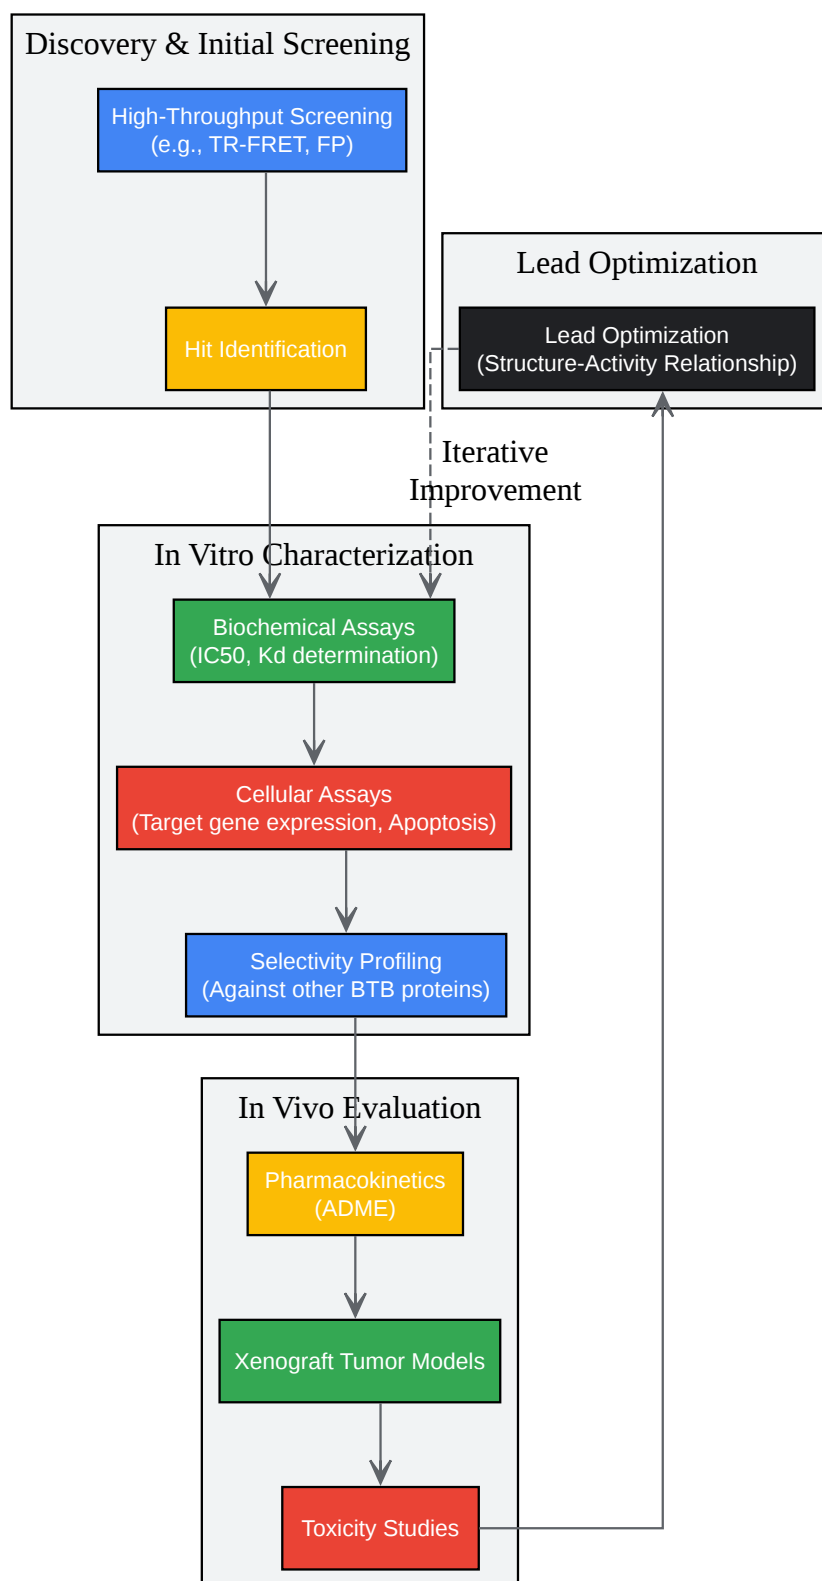 Discovery & Initial Screening
High-Throughput Screening
(e.g., TR-FRET, FP)
Hit Identification
Lead Optimization
Lead Optimization
(Structure-Activity Relationship)
Iterative
Improvement
In Vitro Characterization
Biochemical Assays
(IC50, Kd determination)
Cellular Assays
(Target gene expression, Apoptosis)
Selectivity Profiling
(Against other BTB proteins)
In Vivo Evaluation
Pharmacokinetics
(ADME)
Xenograft Tumor Models
Toxicity Studies